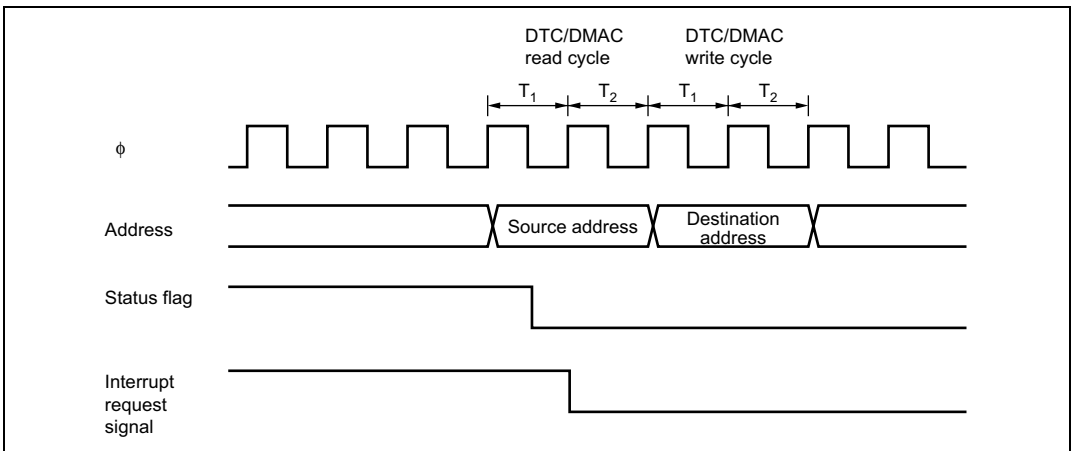 DTC/DMAC DTC/DMAC
read cycle write cycle
T₁ T₂ T₁ T₂
ϕ
Address
Source address
Destination
address
Status flag
Interrupt
request
signal